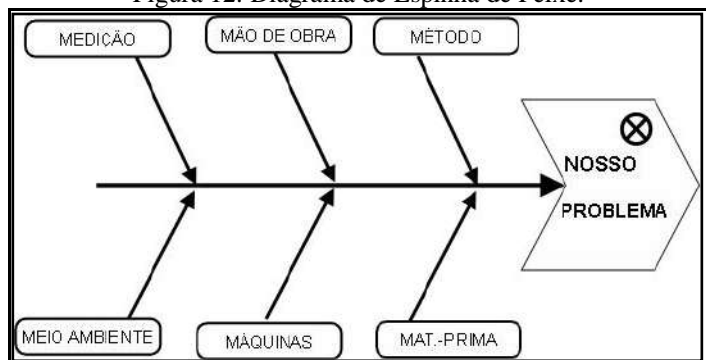 Figura 12: Diagrama de Espinha de Peixe.
MEDIÇÃO
MÃO DE OBRA
MÉTODO
NOSSO
PROBLEMA
MEIO AMBIENTE
MÁQUINAS
MAT.-PRIMA